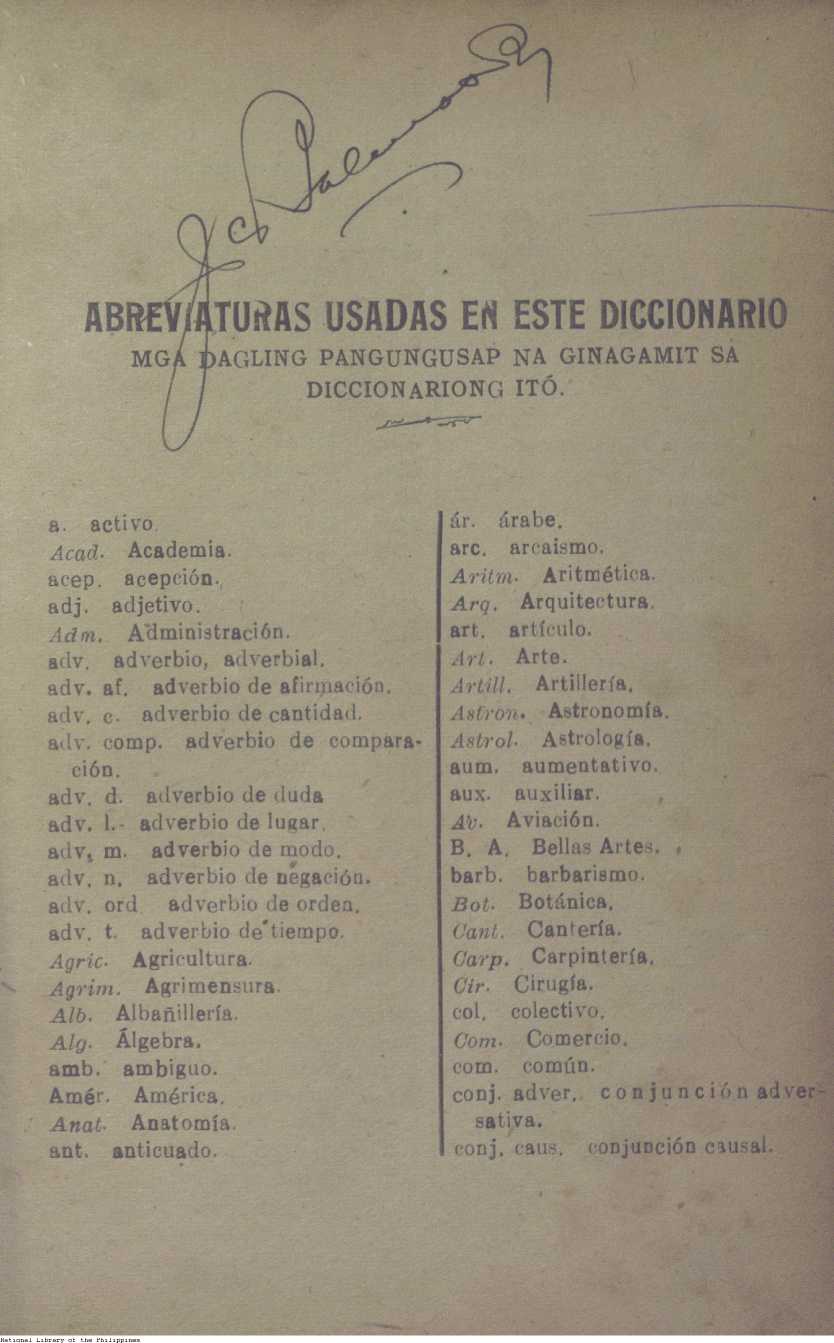 ABREVIATURAS USADAS EN ESTE DICCIONARIO
MGA DAGLING PANGUNGUSAP NA GINAGAMIT SA
DICCIONARIONG ITÓ.
a. activo.
Acad. Academia.
acep. acepción.
adj. adjetivo.
Adm. Administración.
adv. adverbio, adverbial.
adv. af. adverbio de afirmación.
adv. c. adverbio de cantidad.
adv. comp. adverbio de compara-
ción.
adv. d. adverbio de duda
adv. l. adverbio de lugar.
adv. m. adverbio de modo.
adv. n. adverbio de negación.
adv. ord adverbio de orden.
adv. t. adverbio de tiempo.
Agric. Agricultura.
Agrim. Agrimensura.
Alb. Albañillería.
Alg. Álgebra.
amb. ambiguo.
Amér. América.
Anat. Anatomía.
ant. anticuado.
ár. árabe.
arc. arcaismo.
Aritm. Aritmética.
Arq. Arquitectura.
art. artículo.
Art. Arte.
Artill. Artillería.
Astron. Astronomía.
Astrol. Astrología.
aum. aumentativo.
aux. auxiliar.
Av. Aviación.
B. A. Bellas Artes.
barb. barbarismo.
Bot. Botánica.
Cant. Cantería.
Carp. Carpintería.
Cir. Cirugía.
col. colectivo.
Com. Comercio.
com. común.
conj. adver. conjunción adver-
sativa.
conj. caus. conjunción causal.
National Library of the Philippines